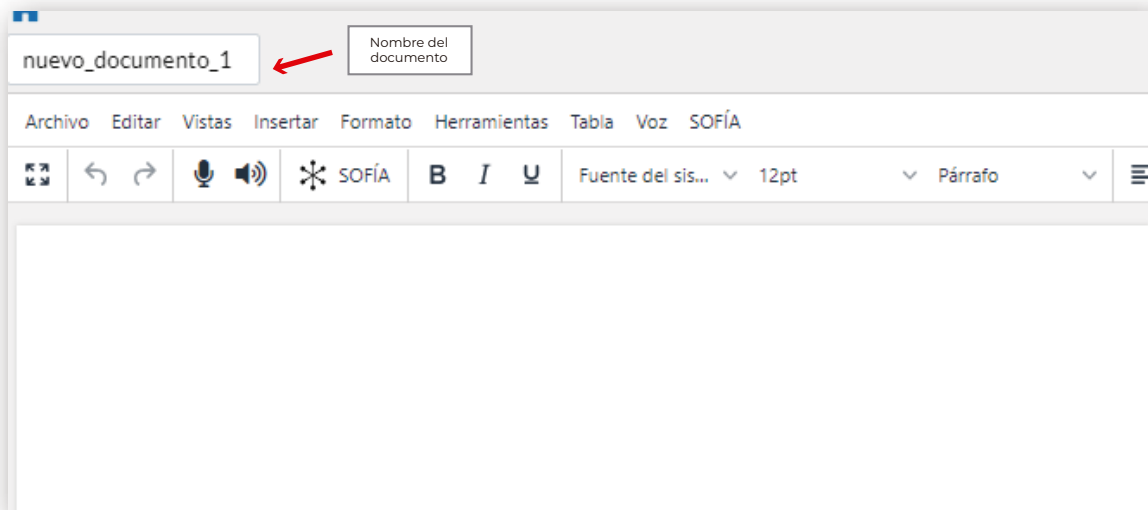 nuevo_documento_1
Nombre del
documento
Archivo Editar Vistas Insertar Formato Herramientas Tabla Voz SOFÍA
SOFÍA B I U Fuente del sis... 12pt Párrafo